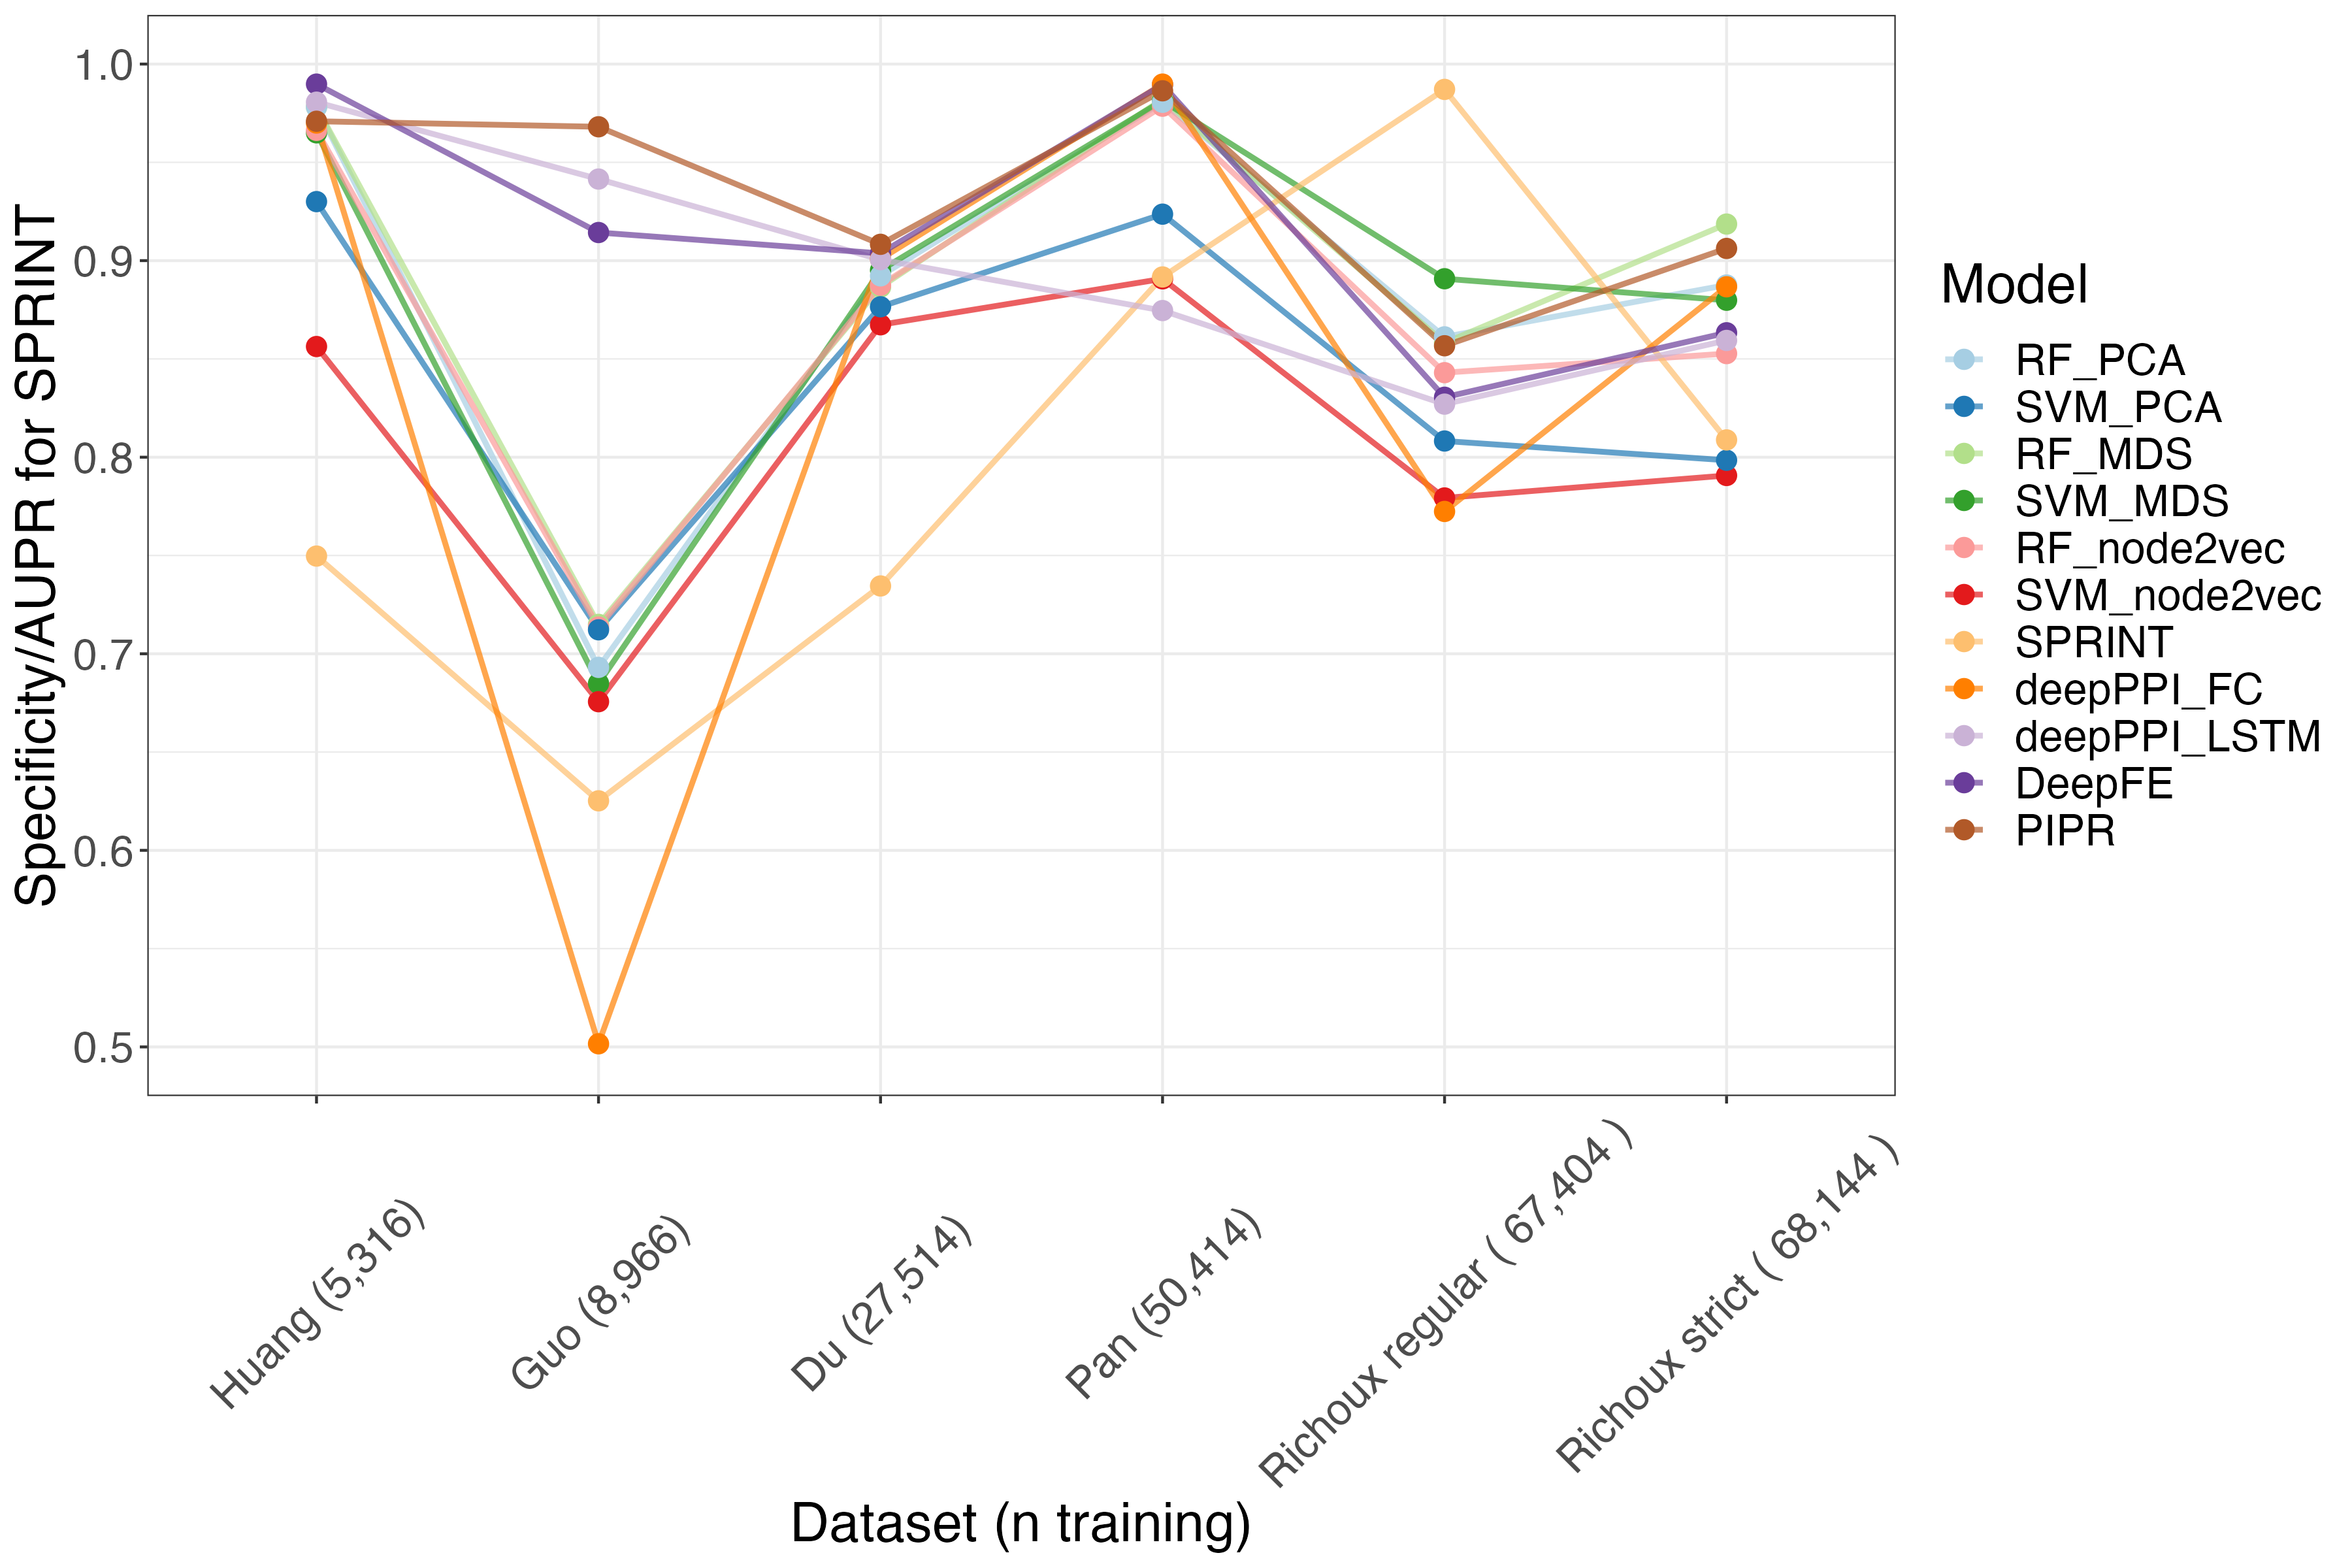 Specificity/AUPR for SPRINT
1.0
0.9
0.8
0.7
0.6
0.5
Huang (5,316)
Guo (8,966)
Du (27,514)
Pan (50,414)
Richoux regular ( 67,404 )
Richoux strict ( 68,144 )
Dataset (n training)
Model
RF_PCA
SVM_PCA
RF_MDS
SVM_MDS
RF_node2vec
SVM_node2vec
SPRINT
deepPPI_FC
deepPPI_LSTM
DeepFE
PIPR